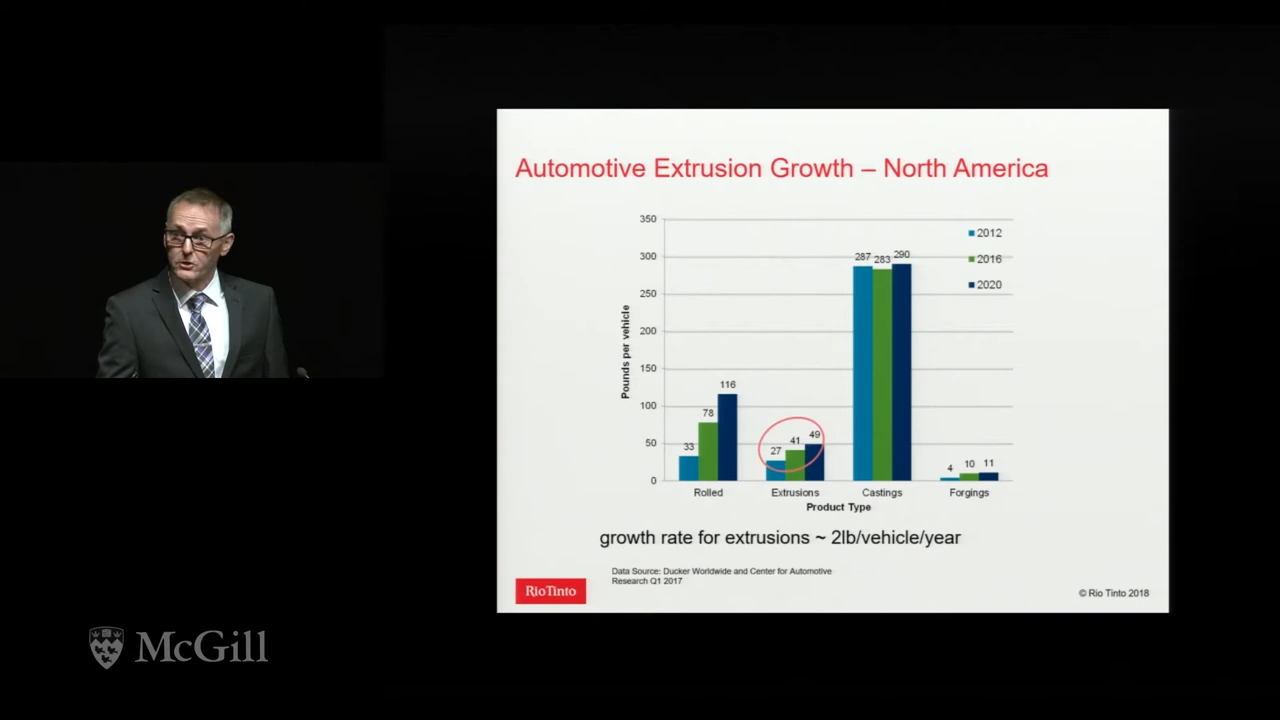 Automotive Extrusion Growth – North America
350
300
250
200
150
100
50
0
Pounds per vehicle
2012
2016
2020
33
78
116
27
41
49
287
283
290
4
10
11
Rolled
Extrusions
Castings
Forgings
Product Type
growth rate for extrusions ~ 2lb/vehicle/year
Data Source: Ducker Worldwide and Center for Automotive
Research Q1 2017
RioTinto
© Rio Tinto 2018
McGill